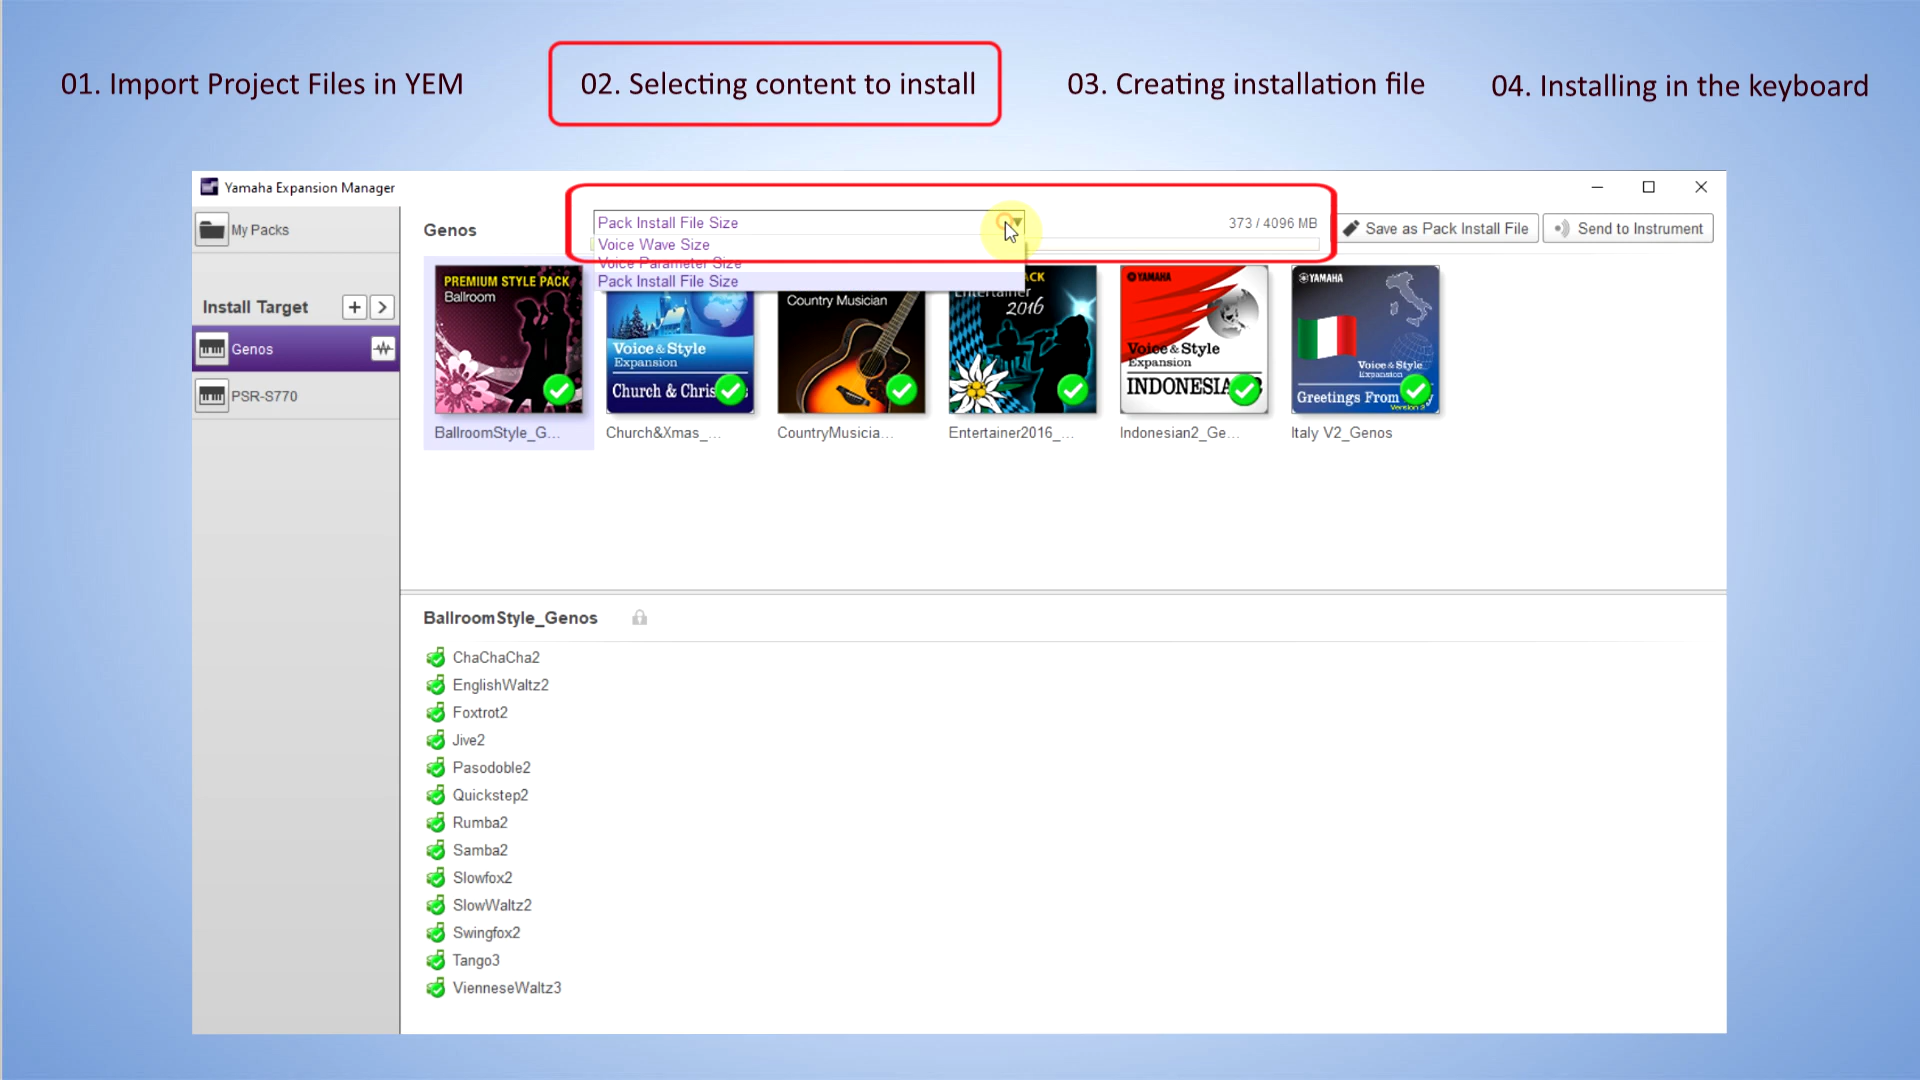 01. Import Project Files in YEM
02. Selecting content to install
03. Creating installation file
04. Installing in the keyboard
Yamaha Expansion Manager
My Packs
Install Target
Genos
PSR-S770
Genos
Pack Install File Size
Voice Wave Size
Voice Parameter Size
Pack Install File Size
373 / 4096 MB
Save as Pack Install File
Send to Instrument
PREMIUM STYLE PACK
Ballroom
BallroomStyle_G...
Voice & Style
Expansion
Church & Chris
Church&Xmas_...
Country Musician
CountryMusicia...
2016
Entertainer2016_...
YAMAHA
Voice & Style
Expansion
INDONESIA
Indonesian2_Ge...
YAMAHA
Voice & Style
Expansion
Greetings From
Italy V2_Genos
BallroomStyle_Genos
ChaChaCha2
EnglishWaltz2
Foxtrot2
Jive2
Pasodoble2
Quickstep2
Rumba2
Samba2
Slowfox2
SlowWaltz2
Swingfox2
Tango3
VienneseWaltz3